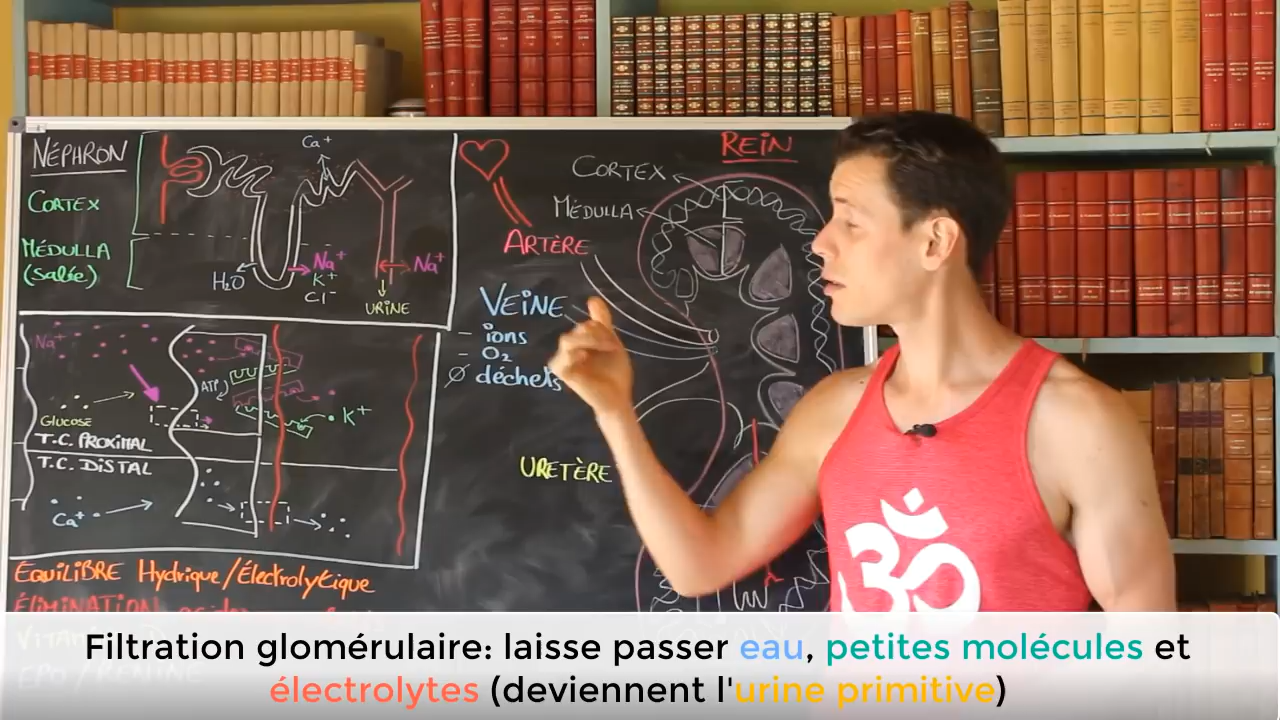 NÉPHRON
CORTEX
MÉDULLA
(salée)
Ca+
H2O
Na+
K+
Cl-
Na+
URINE
Na+
ATP
GLUCOSE
K+
T.C. PROXIMAL
T.C. DISTAL
Ca+
EQUILIBRE Hydrique/Électrolytique
ÉLIMINATION
REIN
CORTEX
MÉDULLA
ARTÈRE
VEINE
- ions
- O2
Ø déchets
URETÈRE
ॐ
Filtration glomérulaire: laisse passer eau, petites molécules et
électrolytes (deviennent l'urine primitive)